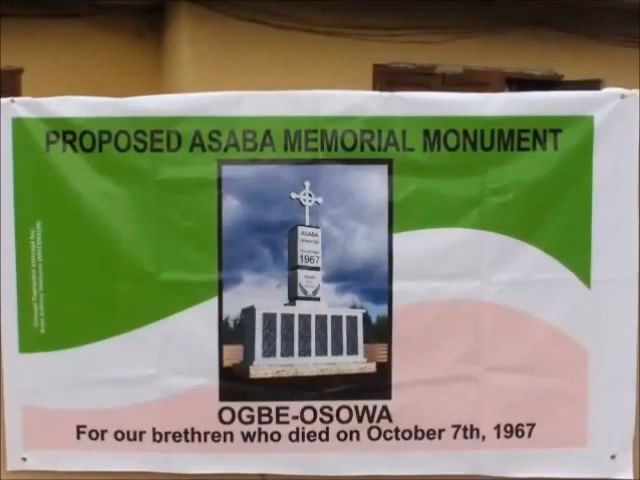 PROPOSED ASABA MEMORIAL MONUMENT
ASABA
1967
OGBE-OSOWA
For our brethren who died on October 7th, 1967